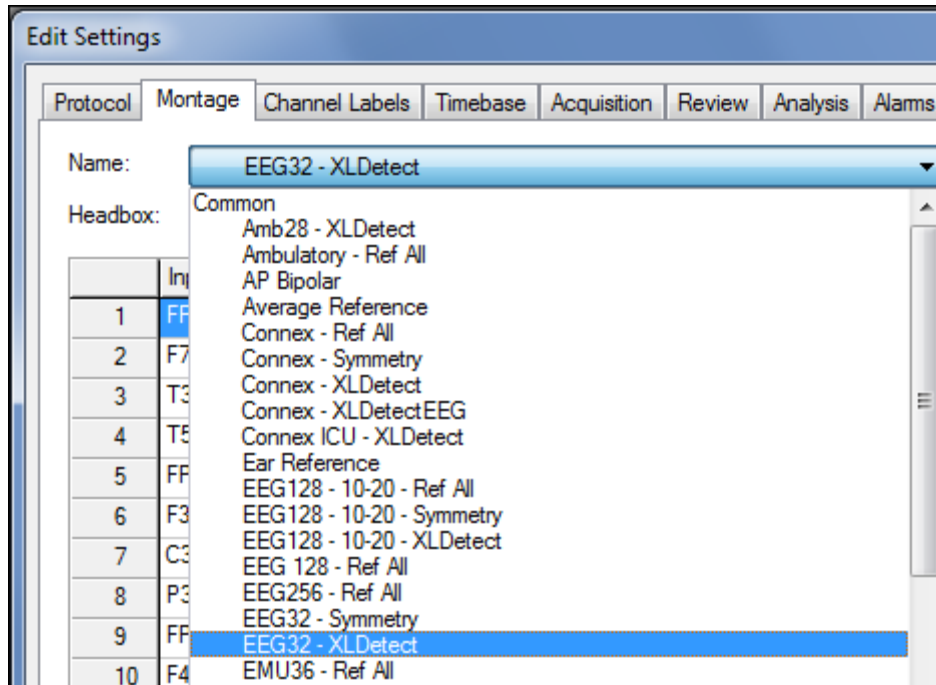 Edit Settings
Protocol Montage Channel Labels Timebase Acquisition Review Analysis Alarms
Name: EEG32 - XLDetect
Headbox:
Common
Amb28 - XLDetect
Ambulatory - Ref All
AP Bipolar
Average Reference
Connex - Ref All
Connex - Symmetry
Connex - XLDetect
Connex - XLDetectEEG
Connex ICU - XLDetect
Ear Reference
EEG128 - 10-20 - Ref All
EEG128 - 10-20 - Symmetry
EEG128 - 10-20 - XLDetect
EEG 128 - Ref All
EEG256 - Ref All
EEG32 - Symmetry
EEG32 - XLDetect
EMU36 - Ref All
1
2 F7
3 T3
4 T5
5
6 F3
7 C3
8 P3
9
10 F4